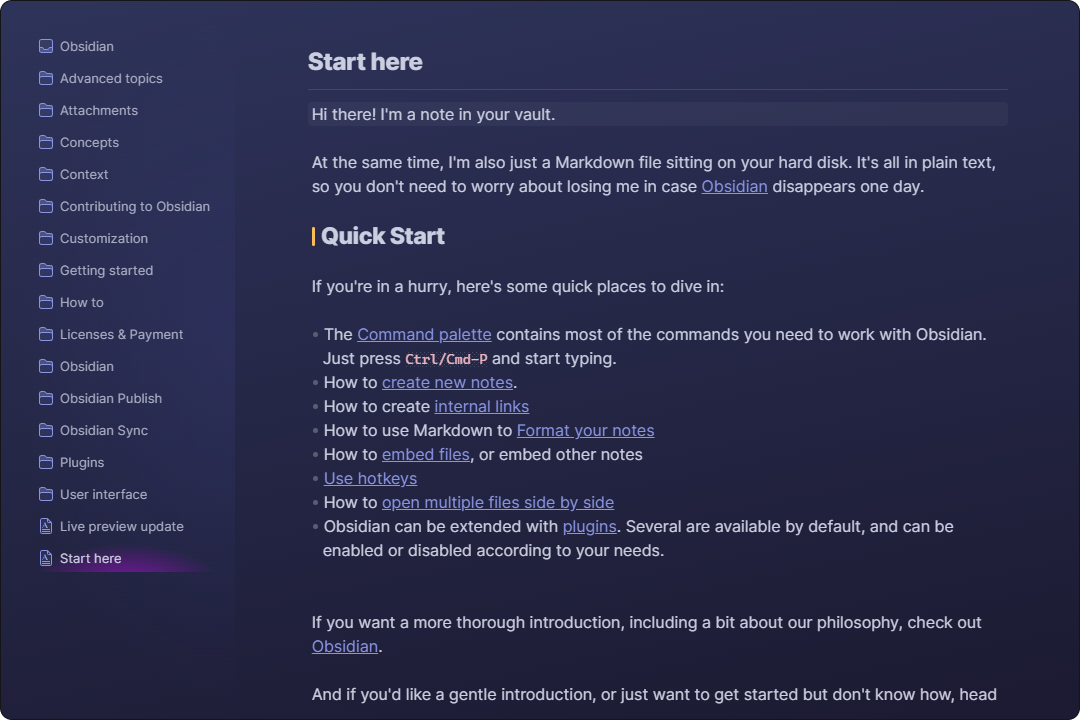 Obsidian
Advanced topics
Attachments
Concepts
Context
Contributing to Obsidian
Customization
Getting started
How to
Licenses & Payment
Obsidian
Obsidian Publish
Obsidian Sync
Plugins
User interface
Live preview update
Start here
Start here
Hi there! I'm a note in your vault.
At the same time, I'm also just a Markdown file sitting on your hard disk. It's all in plain text,
so you don't need to worry about losing me in case Obsidian disappears one day.
Quick Start
If you're in a hurry, here's some quick places to dive in:
• The Command palette contains most of the commands you need to work with Obsidian.
Just press Ctrl/Cmd-P and start typing.
• How to create new notes.
• How to create internal links
• How to use Markdown to Format your notes
• How to embed files, or embed other notes
• Use hotkeys
• How to open multiple files side by side
• Obsidian can be extended with plugins. Several are available by default, and can be
enabled or disabled according to your needs.
If you want a more thorough introduction, including a bit about our philosophy, check out
Obsidian.
And if you'd like a gentle introduction, or just want to get started but don't know how, head